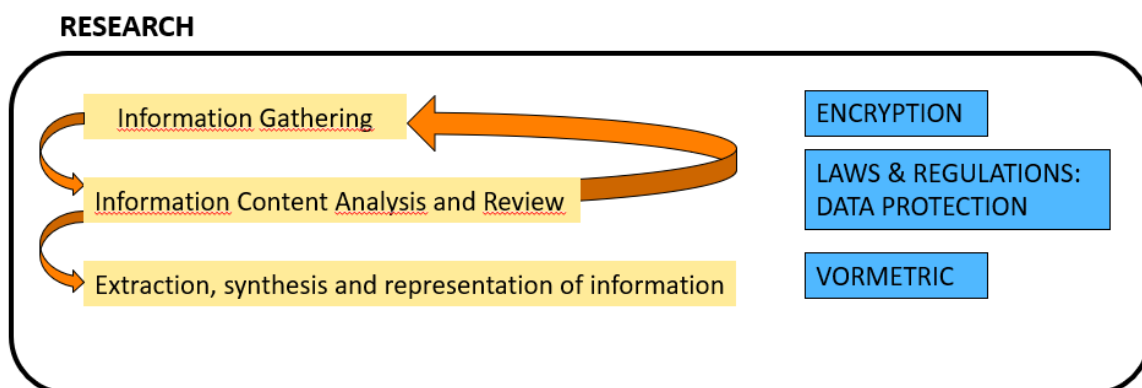 RESEARCH
Information Gathering
Information Content Analysis and Review
Extraction, synthesis and representation of information
ENCRYPTION
LAWS & REGULATIONS:
DATA PROTECTION
VORMETRIC